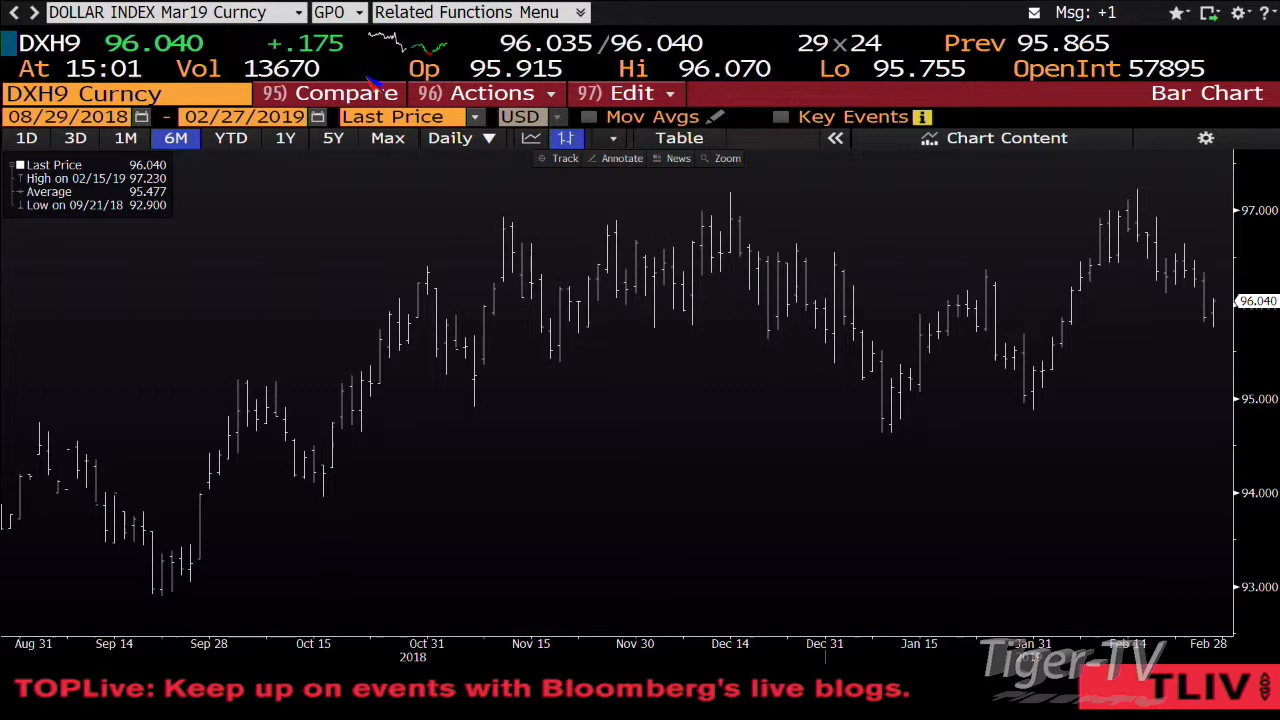 DOLLAR INDEX Mar19 Curncy GPO Related Functions Menu Msg: +1
DXH9 96.040 +.175 96.035/96.040 29x24 Prev 95.865
At 15:01 Vol 13670 Op 95.915 Hi 96.070 Lo 95.755 OpenInt 57895
DXH9 Curncy 95) Compare 96) Actions 97) Edit Bar Chart
08/29/2018 - 02/27/2019 Last Price USD Mov Avgs Key Events
1D 3D 1M 6M YTD 1Y 5Y Max Daily Table Chart Content
Track Annotate News Zoom
Last Price 96.040
High on 02/15/19 97.230
Average 95.477
Low on 09/21/18 92.900
97.000
96.040
95.000
94.000
93.000
Aug 31 Sep 14 Sep 28 Oct 15 Oct 31 Nov 15 Nov 30 Dec 14 Dec 31 Jan 15 Jan 31 Feb 14 Feb 28
2018 2019
Tiger-TV
TOPLive: Keep up on events with Bloomberg's live blogs. TLIV